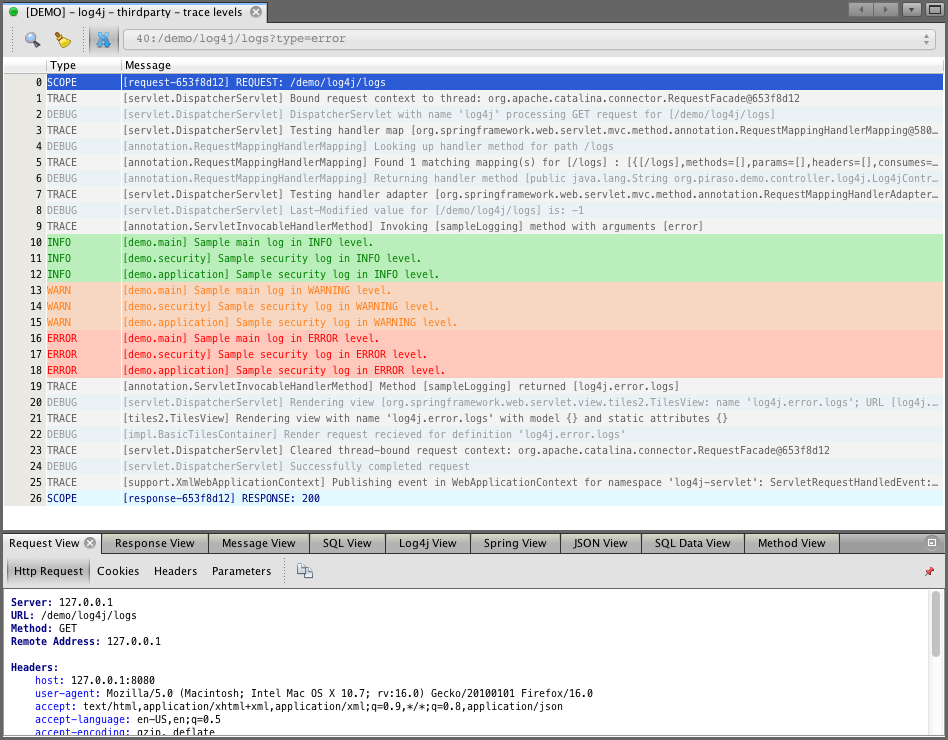 [DEMO] – log4j – thirdparty – trace levels
40:/demo/log4j/logs?type=error
Type Message
0 SCOPE [request-653f8d12] REQUEST: /demo/log4j/logs
1 TRACE [servlet.DispatcherServlet] Bound request context to thread: org.apache.catalina.connector.RequestFacade@653f8d12
2 DEBUG [servlet.DispatcherServlet] DispatcherServlet with name 'log4j' processing GET request for [/demo/log4j/logs]
3 TRACE [servlet.DispatcherServlet] Testing handler map [org.springframework.web.servlet.mvc.method.annotation.RequestMappingHandlerMapping@580…
4 DEBUG [annotation.RequestMappingHandlerMapping] Looking up handler method for path /logs
5 TRACE [annotation.RequestMappingHandlerMapping] Found 1 matching mapping(s) for [/logs] : [{[/logs],methods=[],params=[],headers=[],consumes=…
6 DEBUG [annotation.RequestMappingHandlerMapping] Returning handler method [public java.lang.String org.piraso.demo.controller.log4j.Log4jContr…
7 TRACE [servlet.DispatcherServlet] Testing handler adapter [org.springframework.web.servlet.mvc.method.annotation.RequestMappingHandlerAdapter…
8 DEBUG [servlet.DispatcherServlet] Last-Modified value for [/demo/log4j/logs] is: -1
9 TRACE [annotation.ServletInvocableHandlerMethod] Invoking [sampleLogging] method with arguments [error]
10 INFO [demo.main] Sample main log in INFO level.
11 INFO [demo.security] Sample security log in INFO level.
12 INFO [demo.application] Sample security log in INFO level.
13 WARN [demo.main] Sample main log in WARNING level.
14 WARN [demo.security] Sample security log in WARNING level.
15 WARN [demo.application] Sample security log in WARNING level.
16 ERROR [demo.main] Sample main log in ERROR level.
17 ERROR [demo.security] Sample security log in ERROR level.
18 ERROR [demo.application] Sample security log in ERROR level.
19 TRACE [annotation.ServletInvocableHandlerMethod] Method [sampleLogging] returned [log4j.error.logs]
20 DEBUG [servlet.DispatcherServlet] Rendering view [org.springframework.web.servlet.view.tiles2.TilesView: name 'log4j.error.logs'; URL [log4j.…
21 TRACE [tiles2.TilesView] Rendering view with name 'log4j.error.logs' with model {} and static attributes {}
22 DEBUG [impl.BasicTilesContainer] Render request recieved for definition 'log4j.error.logs'
23 TRACE [servlet.DispatcherServlet] Cleared thread-bound request context: org.apache.catalina.connector.RequestFacade@653f8d12
24 DEBUG [servlet.DispatcherServlet] Successfully completed request
25 TRACE [support.XmlWebApplicationContext] Publishing event in WebApplicationContext for namespace 'log4j-servlet': ServletRequestHandledEvent:…
26 SCOPE [response-653f8d12] RESPONSE: 200
Request View Response View Message View SQL View Log4j View Spring View JSON View SQL Data View Method View
Http Request Cookies Headers Parameters
Server: 127.0.0.1
URL: /demo/log4j/logs
Method: GET
Remote Address: 127.0.0.1
Headers:
host: 127.0.0.1:8080
user-agent: Mozilla/5.0 (Macintosh; Intel Mac OS X 10.7; rv:16.0) Gecko/20100101 Firefox/16.0
accept: text/html,application/xhtml+xml,application/xml;q=0.9,*/*;q=0.8,application/json
accept-language: en-US,en;q=0.5
accept-encoding: gzip, deflate